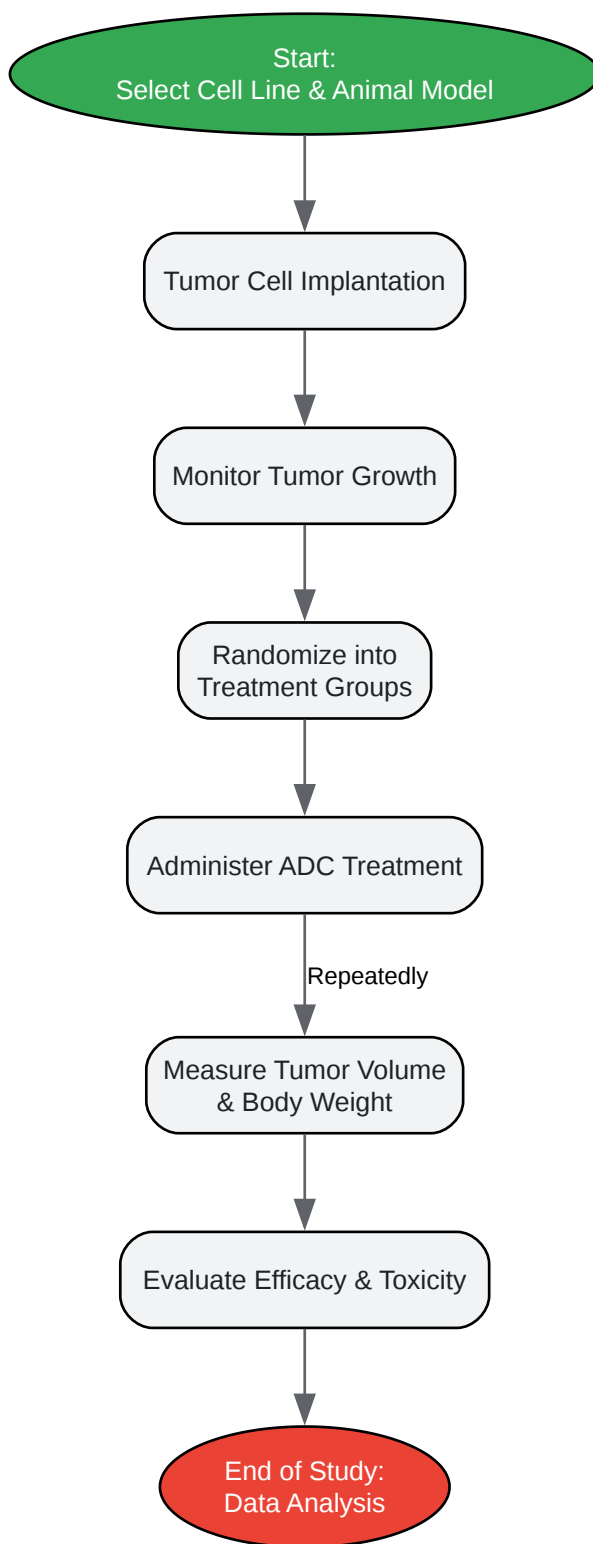 Start:
Select Cell Line & Animal Model
Tumor Cell Implantation
Monitor Tumor Growth
Randomize into
Treatment Groups
Administer ADC Treatment
Repeatedly
Measure Tumor Volume
& Body Weight
Evaluate Efficacy & Toxicity
End of Study:
Data Analysis